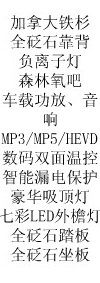 加拿大铁杉
全砭石靠背
负离子灯
森林氧吧
车载功放、音
响
MP3/MP5/HEVD
数码双面温控
智能漏电保护
豪华吸顶灯
七彩LED外檐灯
全砭石踏板
全砭石坐板